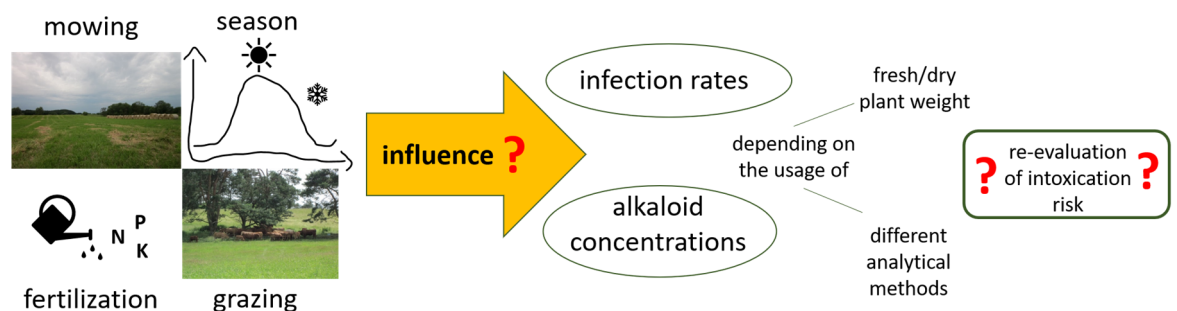 mowing
season
N
P
K
fertilization
grazing
influence ?
infection rates
alkaloid
concentrations
depending on
the usage of
fresh/dry
plant weight
different
analytical
methods
? re-evaluation ?
of intoxication
risk